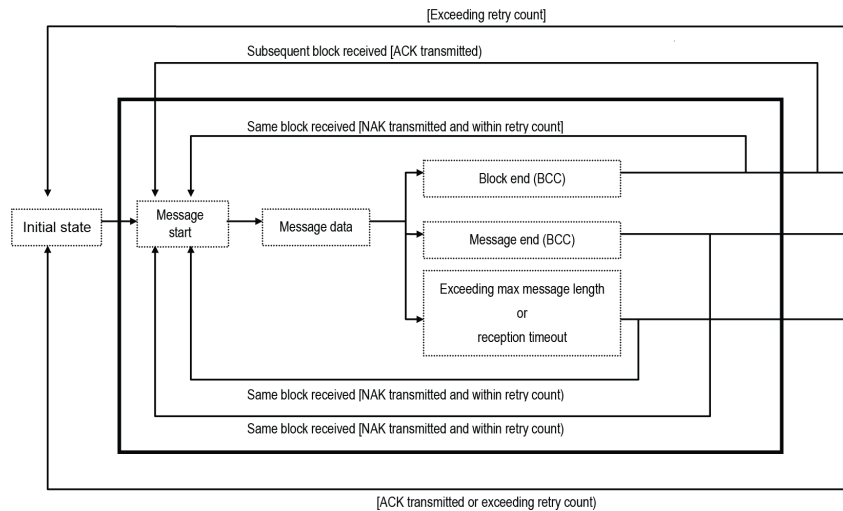 [Exceeding retry count]
Subsequent block received [ACK transmitted)
Same block received [NAK transmitted and within retry count]
Block end (BCC)
Initial state
Message
start
Message data
Message end (BCC)
Exceeding max message length
or
reception timeout
Same block received [NAK transmitted and within retry count)
Same block received [NAK transmitted and within retry count)
[ACK transmitted or exceeding retry count)